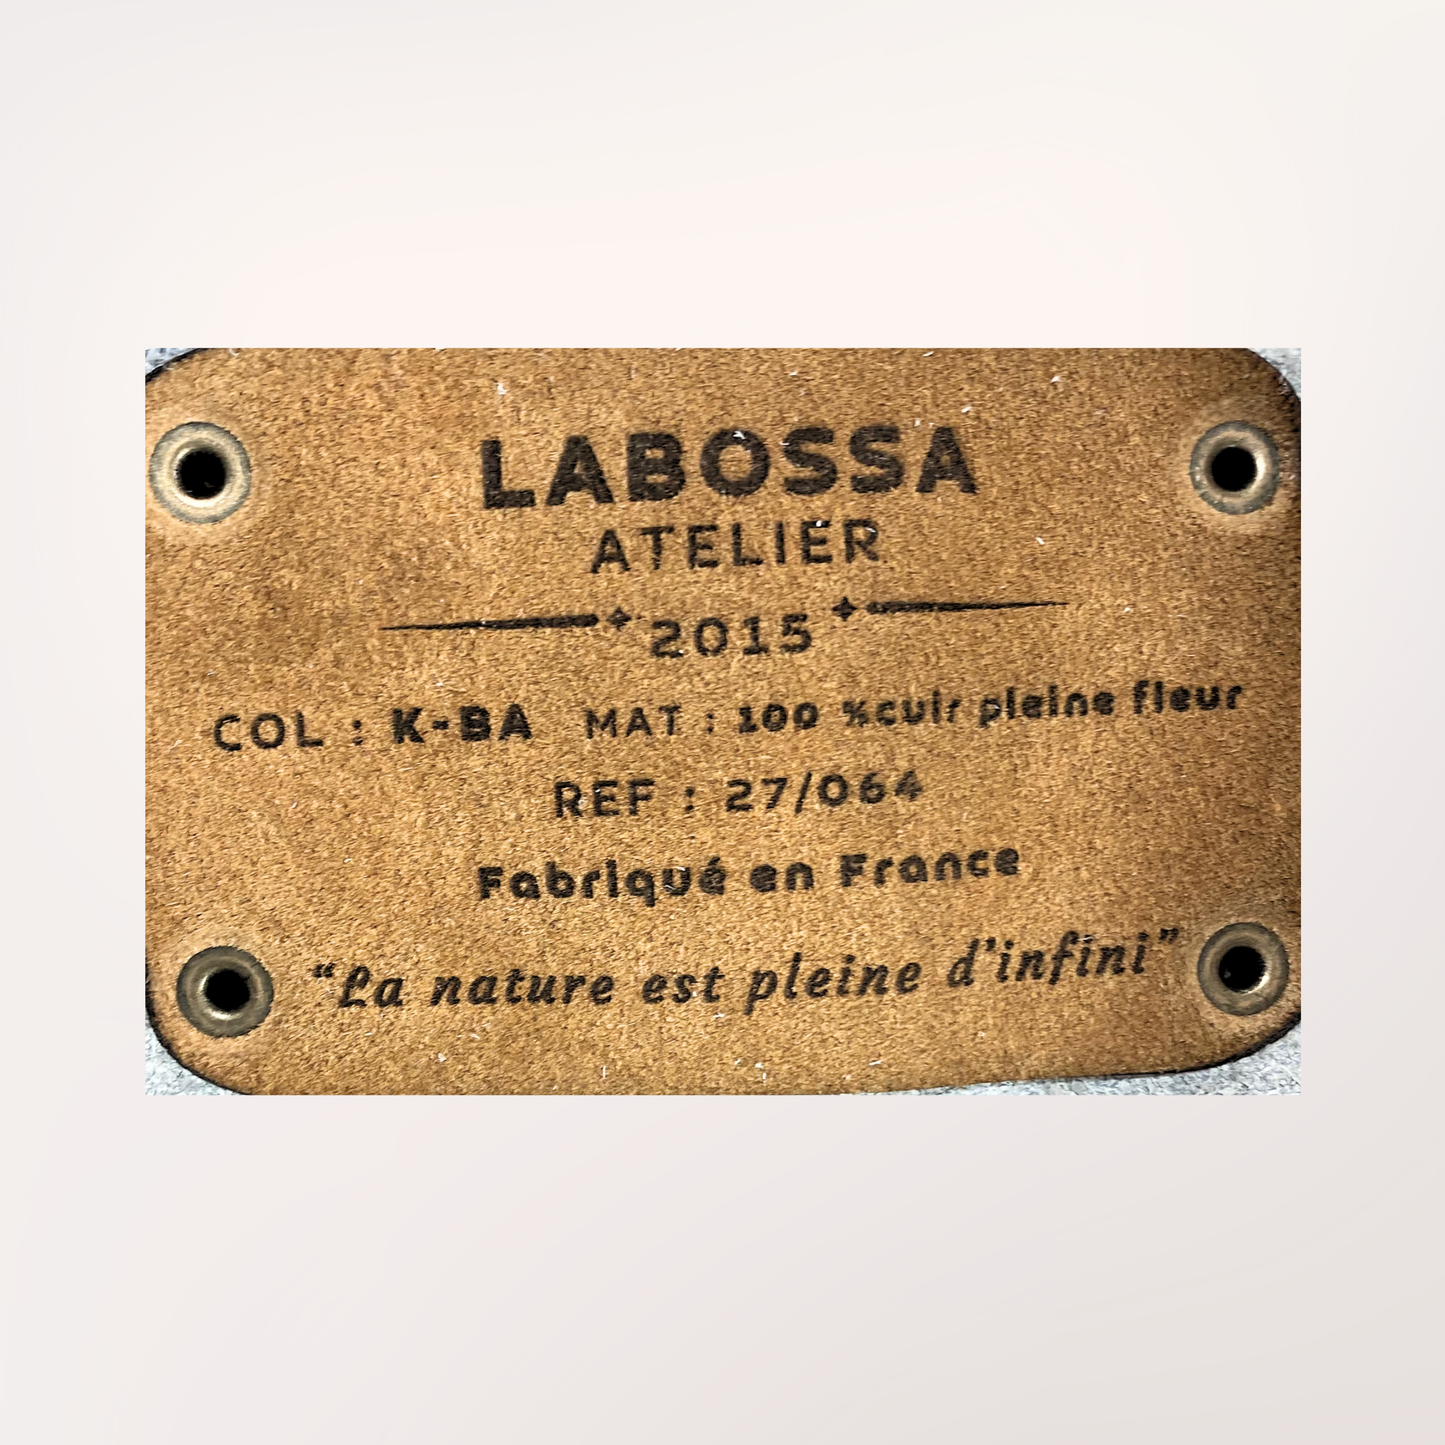 LABOSSA
ATELIER
2015
COL : K-BA MAT : 100 %cuir pleine fleur
REF : 27/064
Fabriqué en France
“La nature est pleine d’infini”